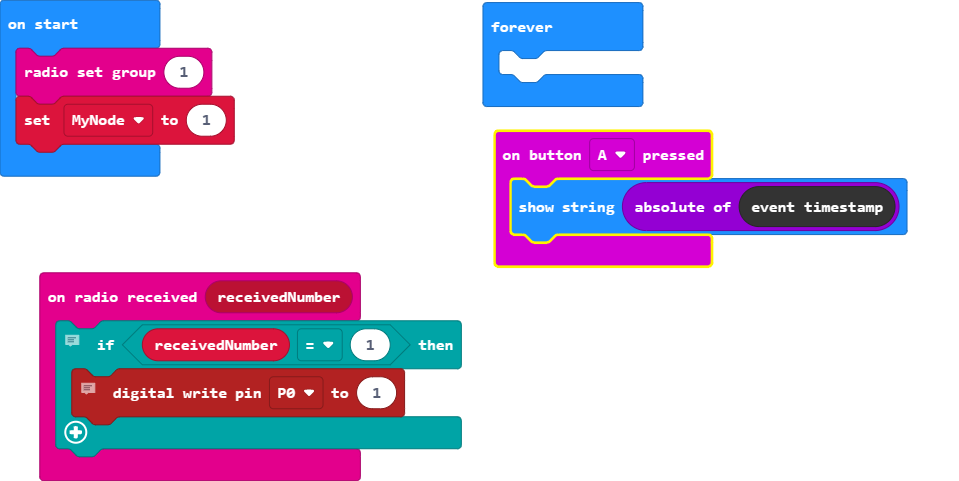 on start
radio set group 1
set MyNode to 1
forever
on button A pressed
show string absolute of event timestamp
on radio received receivedNumber
if receivedNumber = 1 then
digital write pin P0 to 1